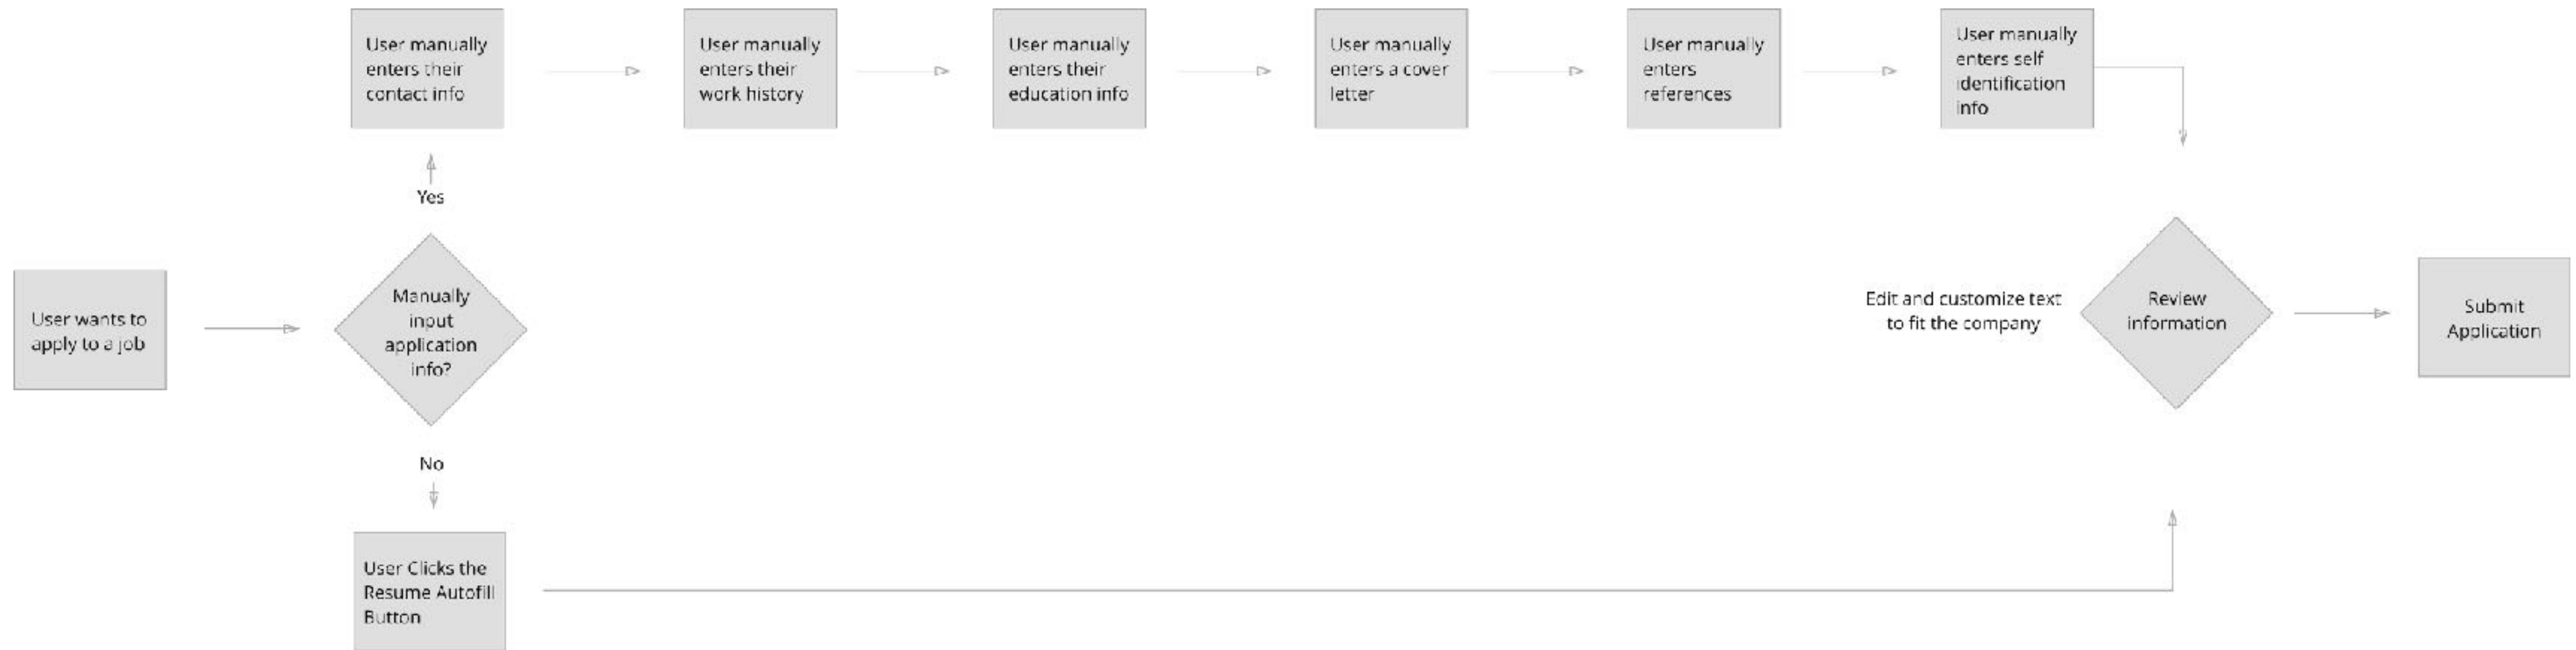 User manually
enters their
contact info
User manually
enters their
work history
User manually
enters their
education info
User manually
enters a cover
letter
User manually
enters
references
User manually
enters self
identification
info
Yes
User wants to
apply to a job
Manually
input
application
info?
Edit and customize text
to fit the company
Review
information
Submit
Application
No
User Clicks the
Resume Autofill
Button